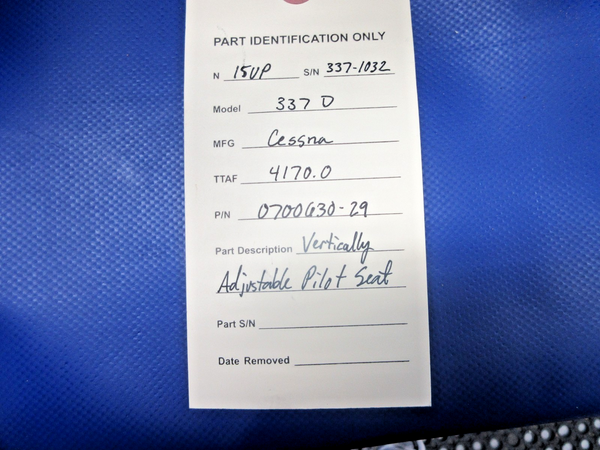 PART IDENTIFICATION ONLY
N 15UP S/N 337-1032
Model 337 D
MFG Cessna
TTAF 4170.0
P/N 0700630-29
Part Description Vertically
Adjustable Pilot Seat
Part S/N
Date Removed